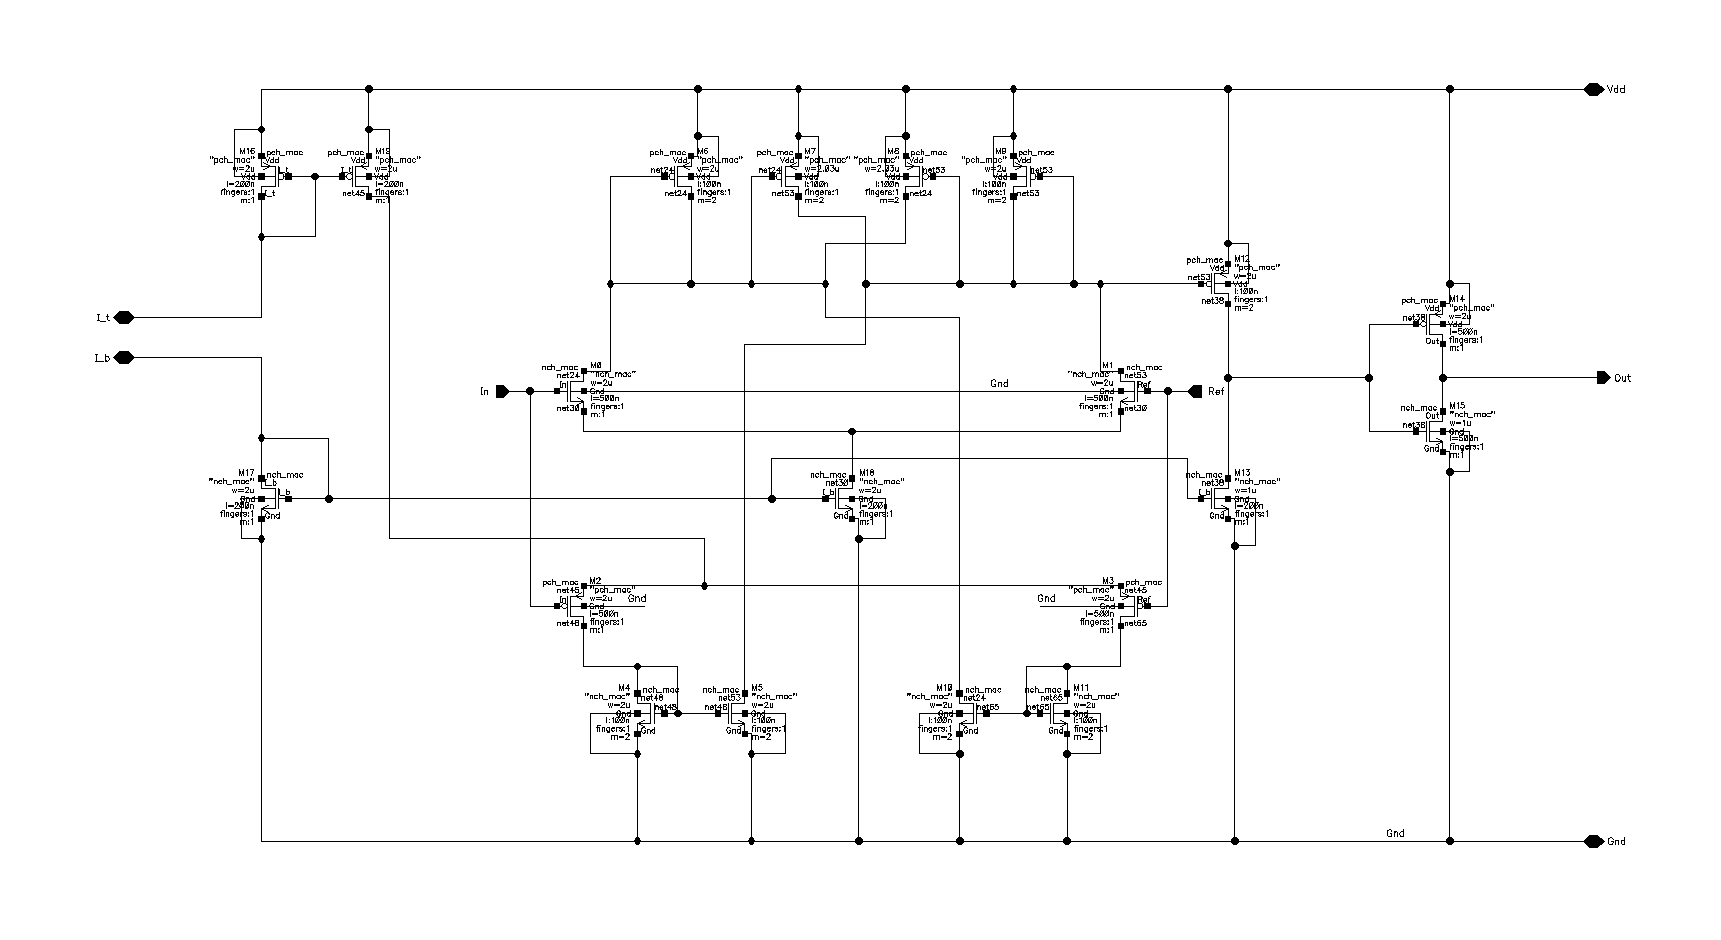 Vdd
M16
pch_mac
"pch_mac"
Vdd
w=2u
Vdd
I_t
l=200n
fingers:1
I_t
m:1
M19
pch_mac
"pch_mac"
Vdd
w=2u
I_t
Vdd
l=200n
fingers:1
net45
m:1
M6
pch_mac
"pch_mac"
Vdd
w=2u
net24
Vdd
l:100n
fingers:1
net24
m=2
M7
pch_mac
"pch_mac"
Vdd
w=2.03u
net24
Vdd
l:100n
fingers:1
net53
m=2
M8
pch_mac
"pch_mac"
Vdd
w=2.03u
net53
Vdd
l:100n
fingers:1
net24
m=2
M9
pch_mac
"pch_mac"
Vdd
w=2u
net53
Vdd
l:100n
fingers:1
net53
m=2
M12
pch_mac
"pch_mac"
Vdd
w=2u
net53
Vdd
l:100n
net38
fingers:1
m=2
M14
pch_mac
"pch_mac"
Vdd
w=2u
net38
Vdd
l=500n
fingers:1
Out
m:1
I_t
I_b
M0
nch_mac
"nch_mac"
net24
w=2u
In
Gnd
l=500n
fingers:1
net30
m:1
Gnd
M1
nch_mac
"nch_mac"
net53
w=2u
Ref
Gnd
l=500n
fingers:1
net30
m:1
In
Ref
Out
M15
nch_mac
"nch_mac"
Out
w=1u
Gnd
net38
l=500n
fingers:1
Gnd
m:1
M17
nch_mac
"nch_mac"
I_b
w=2u
Gnd
I_b
l=200n
fingers:1
Gnd
m:1
M18
nch_mac
"nch_mac"
net30
w=2u
I_b
Gnd
l=200n
fingers:1
Gnd
m:1
M13
nch_mac
"nch_mac"
net38
w=1u
I_b
Gnd
l=200n
fingers:1
Gnd
m:1
M2
pch_mac
"pch_mac"
net45
w=2u
In
Gnd
Gnd
l=500n
fingers:1
net48
m:1
M3
pch_mac
"pch_mac"
net45
w=2u
Gnd
Gnd
Ref
l=500n
fingers:1
net65
m:1
M4
nch_mac
"nch_mac"
net48
w=2u
Gnd
net48
l:100n
fingers:1
Gnd
m=2
M5
nch_mac
"nch_mac"
net53
w=2u
net48
Gnd
l:100n
fingers:1
Gnd
m=2
M10
nch_mac
"nch_mac"
net24
w=2u
Gnd
net65
l:100n
fingers:1
Gnd
m=2
M11
nch_mac
"nch_mac"
net65
w=2u
net65
Gnd
l:100n
fingers:1
Gnd
m=2
Gnd
Gnd